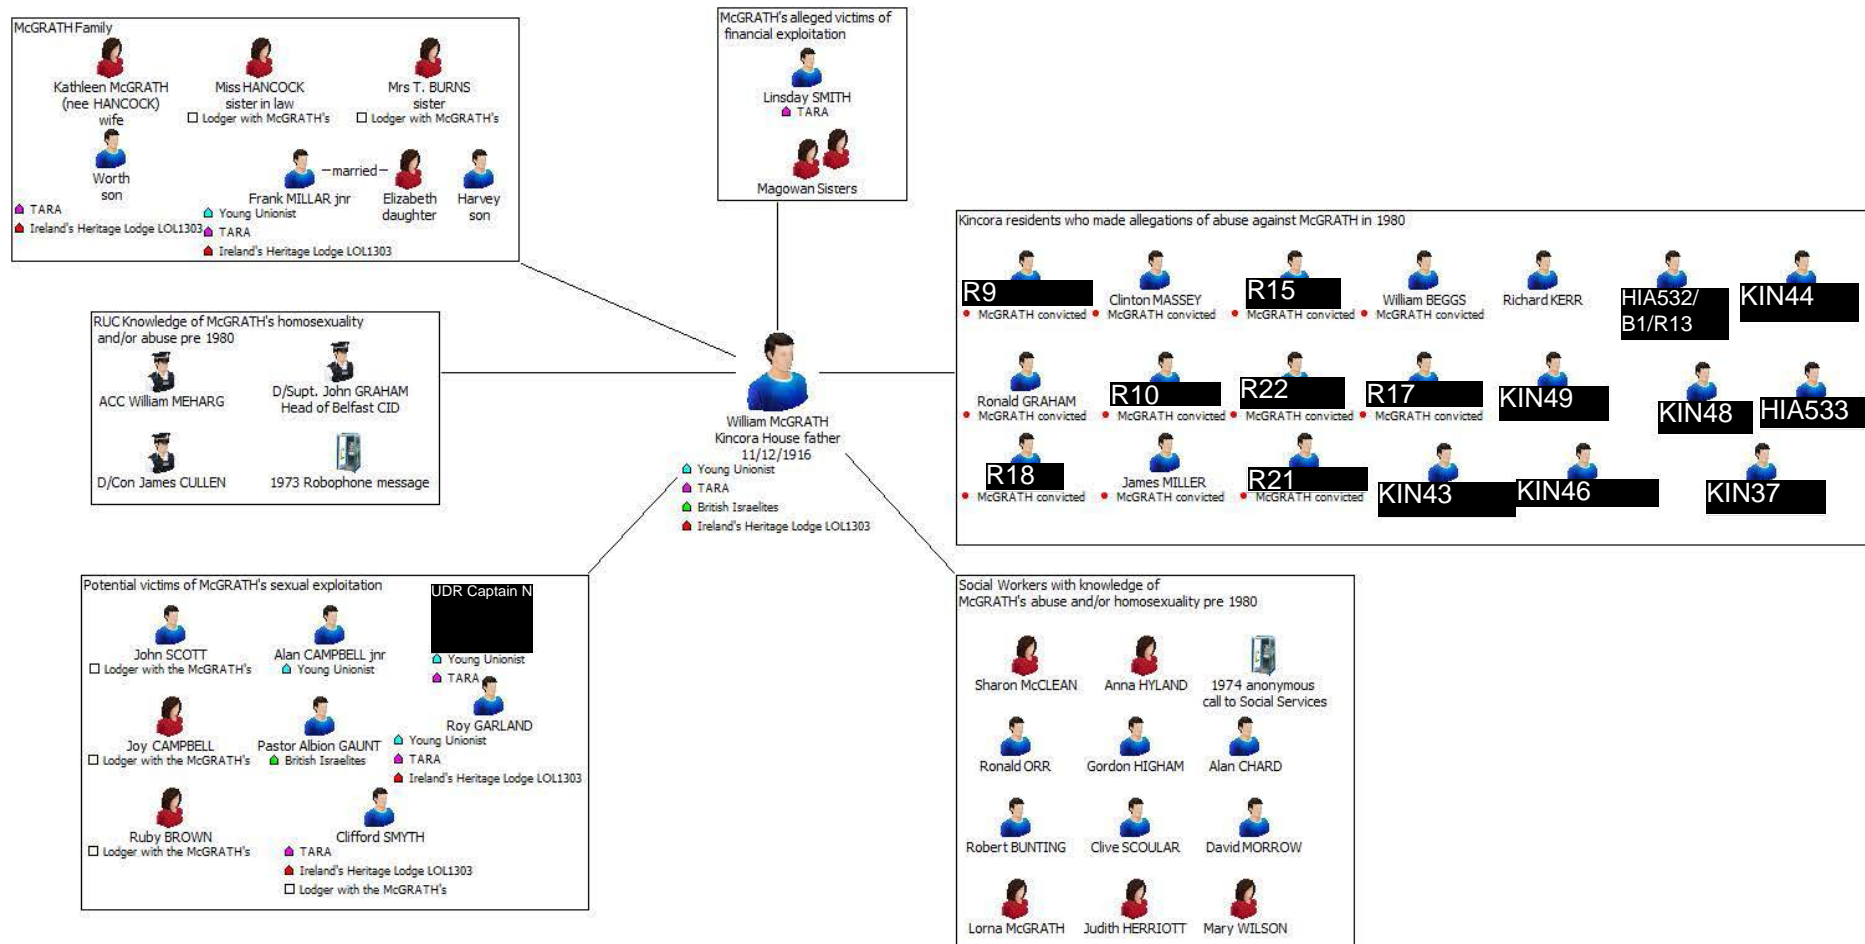 McGRATH Family
Kathleen McGRATH
(nee HANCOCK)
wife
Miss HANCOCK
sister in law
Lodger with McGRATH's
Mrs T. BURNS
sister
Lodger with McGRATH's
Worth
son
TARA
Ireland's Heritage Lodge LOL1303
Frank MILLAR jnr
Young Unionist
TARA
Ireland's Heritage Lodge LOL1303
married
Elizabeth
daughter
Harvey
son
McGRATH's alleged victims of
financial exploitation
Linsday SMITH
TARA
Magowan Sisters
RUC Knowledge of McGRATH's homosexuality
and/or abuse pre 1980
ACC William MEHARG
D/Supt. John GRAHAM
Head of Belfast CID
D/Con James CULLEN
1973 Robophone message
William McGRATH
Kincora House father
11/12/1916
Young Unionist
TARA
British Israelites
Ireland's Heritage Lodge LOL1303
Kincora residents who made allegations of abuse against McGRATH in 1980
R9
McGRATH convicted
Clinton MASSEY
McGRATH convicted
R15
McGRATH convicted
William BEGGS
McGRATH convicted
Richard KERR
HIA532/
B1/R13
KIN44
Ronald GRAHAM
McGRATH convicted
R10
McGRATH convicted
R22
McGRATH convicted
R17
McGRATH convicted
KIN49
KIN48
HIA533
R18
McGRATH convicted
James MILLER
McGRATH convicted
R21
McGRATH convicted
KIN43
KIN46
KIN37
Potential victims of McGRATH's sexual exploitation
John SCOTT
Lodger with the McGRATH's
Alan CAMPBELL jnr
Young Unionist
UDR Captain N
Young Unionist
TARA
Joy CAMPBELL
Lodger with the McGRATH's
Pastor Albion GAUNT
British Israelites
Roy GARLAND
Young Unionist
TARA
Ireland's Heritage Lodge LOL1303
Ruby BROWN
Lodger with the McGRATH's
Clifford SMYTH
TARA
Ireland's Heritage Lodge LOL1303
Lodger with the McGRATH's
Social Workers with knowledge of
McGRATH's abuse and/or homosexuality pre 1980
Sharon McCLEAN
Anna HYLAND
1974 anonymous
call to Social Services
Ronald ORR
Gordon HIGHAM
Alan CHARD
Robert BUNTING
Clive SCOULAR
David MORROW
Lorna McGRATH
Judith HERRIOTT
Mary WILSON